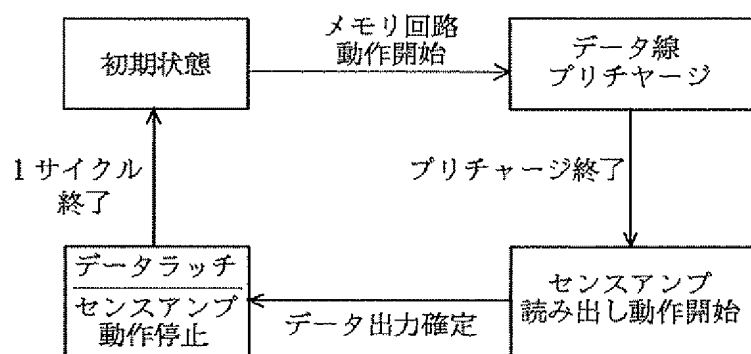 初期状態
メモリ回路
動作開始
データ線
プリチヤージ
プリチャージ終了
センスアンプ
読み出し動作開始
データ出力確定
データラッチ
センスアンプ
動作停止
1サイクル
終了